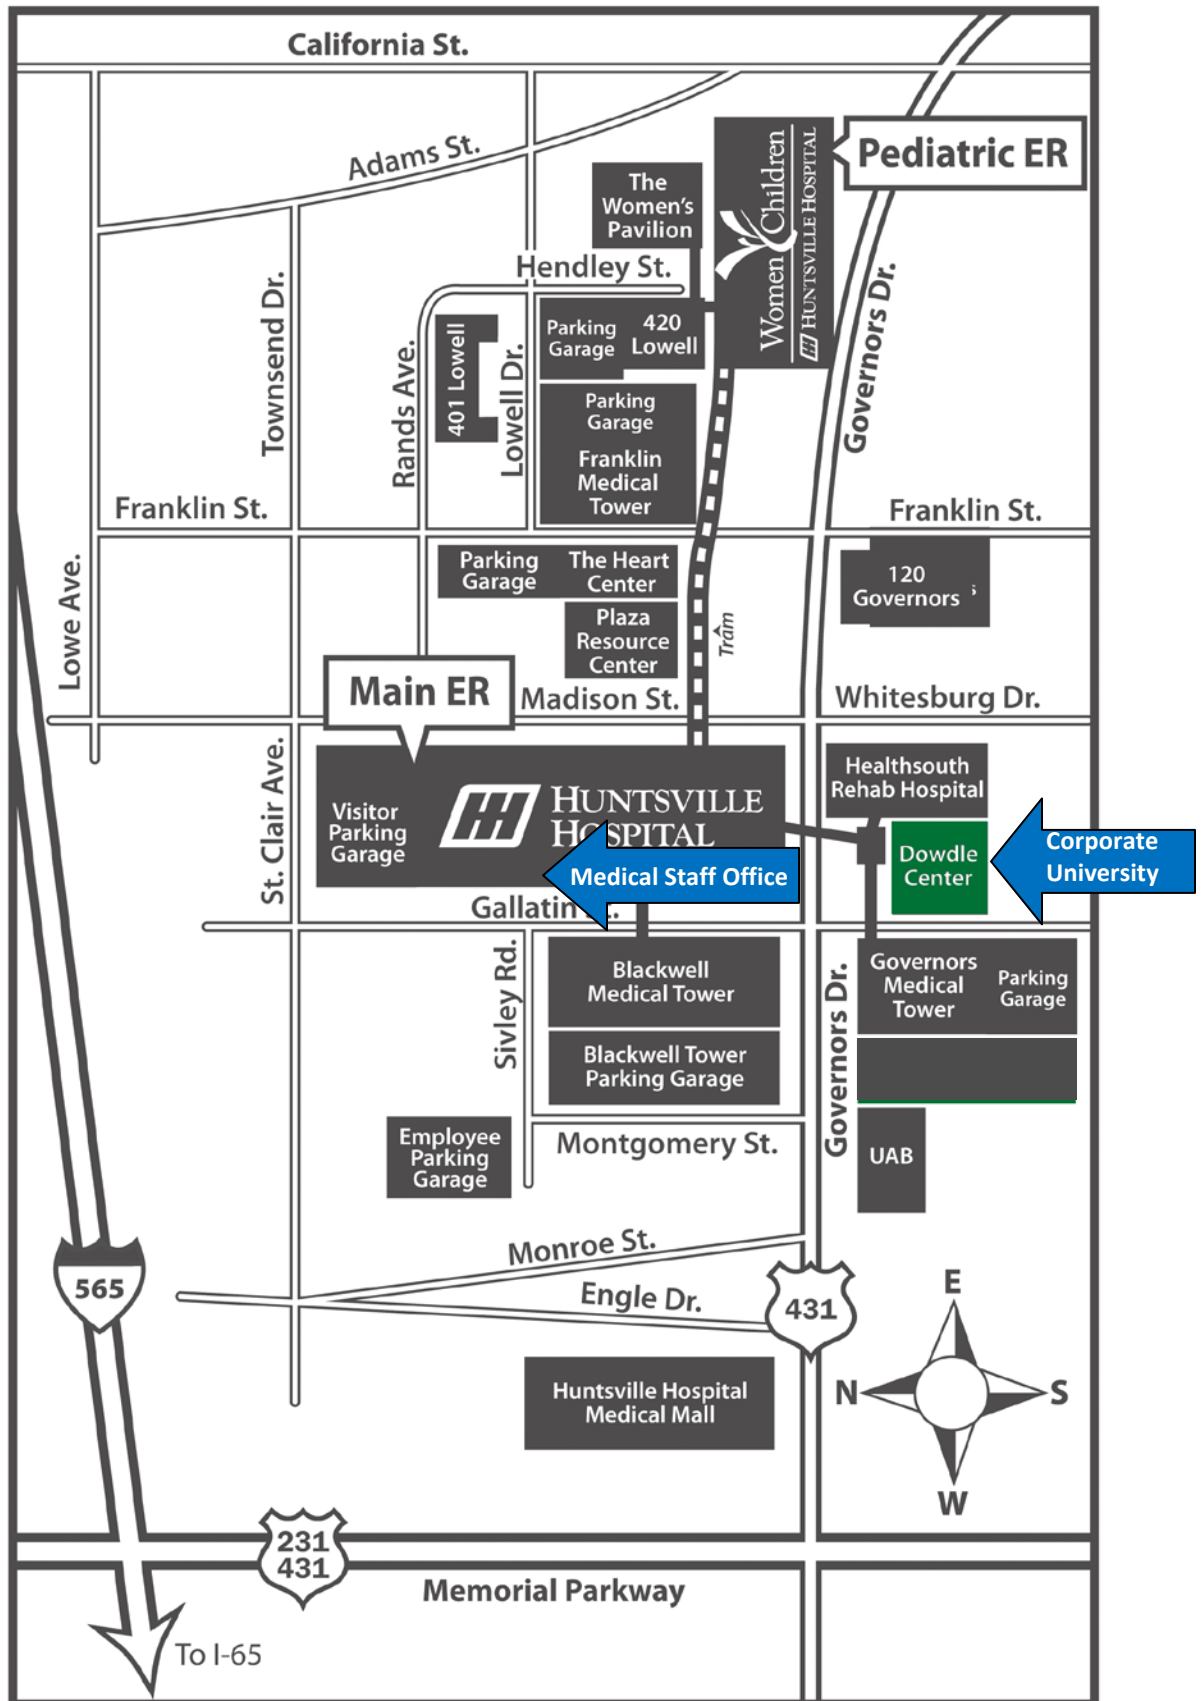 California St.
Adams St.
Pediatric ER
The
Women's
Pavilion
Women & Children
HUNTSVILLE HOSPITAL
Hendley St.
Townsend Dr.
Rands Ave.
401 Lowell
Lowell Dr.
Parking
Garage
420
Lowell
Governors Dr.
Parking
Garage
Franklin
Medical
Tower
Franklin St.
Franklin St.
Lowe Ave.
Parking
Garage
The Heart
Center
120
Governors
s
Plaza
Resource
Center
Tram
Main ER
Madison St.
Whitesburg Dr.
St. Clair Ave.
Visitor
Parking
Garage
HUNTSVILLE
HOSPITAL
Healthsouth
Rehab Hospital
Medical Staff Office
Dowdle
Center
Corporate
University
Gallatin St.
Sivley Rd.
Blackwell
Medical Tower
Governors Dr.
Governors
Medical
Tower
Parking
Garage
Blackwell Tower
Parking Garage
Employee
Parking
Garage
Montgomery St.
UAB
Monroe St.
Engle Dr.
565
431
E
N
S
W
Huntsville Hospital
Medical Mall
231
431
Memorial Parkway
To I-65